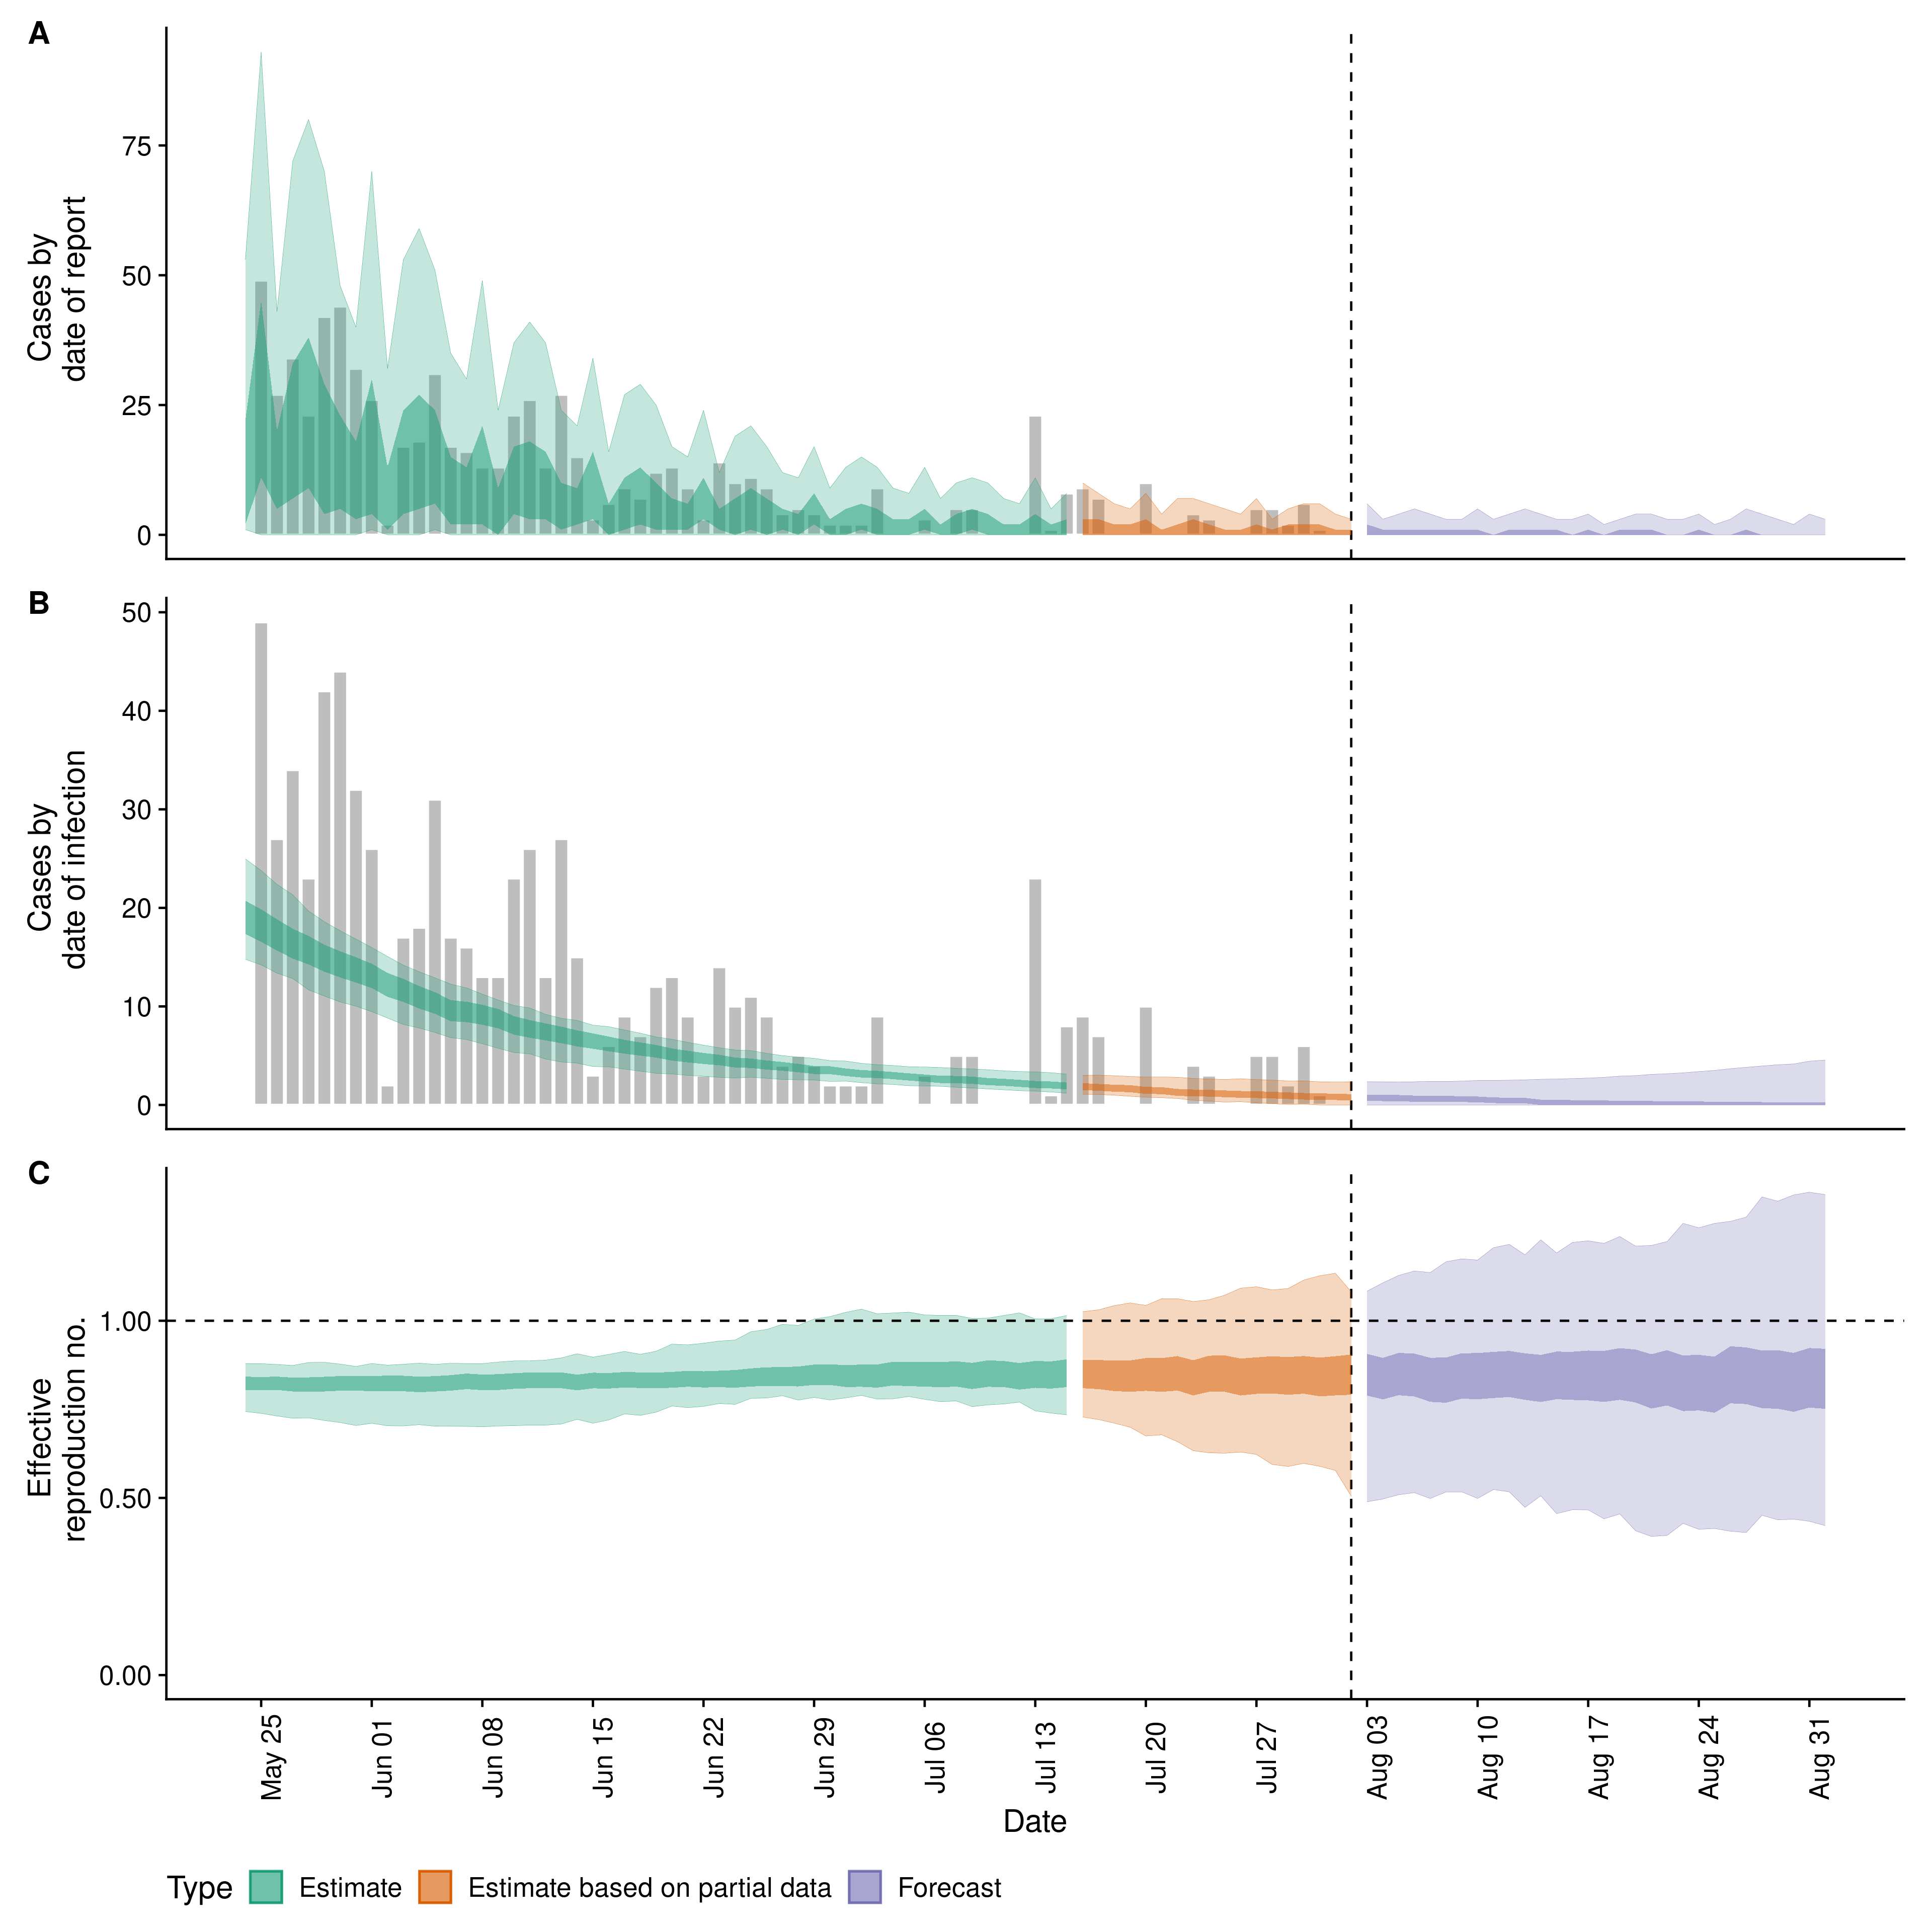 A
Cases by
date of report
75
50
25
0
B
Cases by
date of infection
50
40
30
20
10
0
C
Effective
reproduction no.
1.00
0.50
0.00
May 25
Jun 01
Jun 08
Jun 15
Jun 22
Jun 29
Jul 06
Jul 13
Jul 20
Jul 27
Aug 03
Aug 10
Aug 17
Aug 24
Aug 31
Date
Type Estimate Estimate based on partial data Forecast